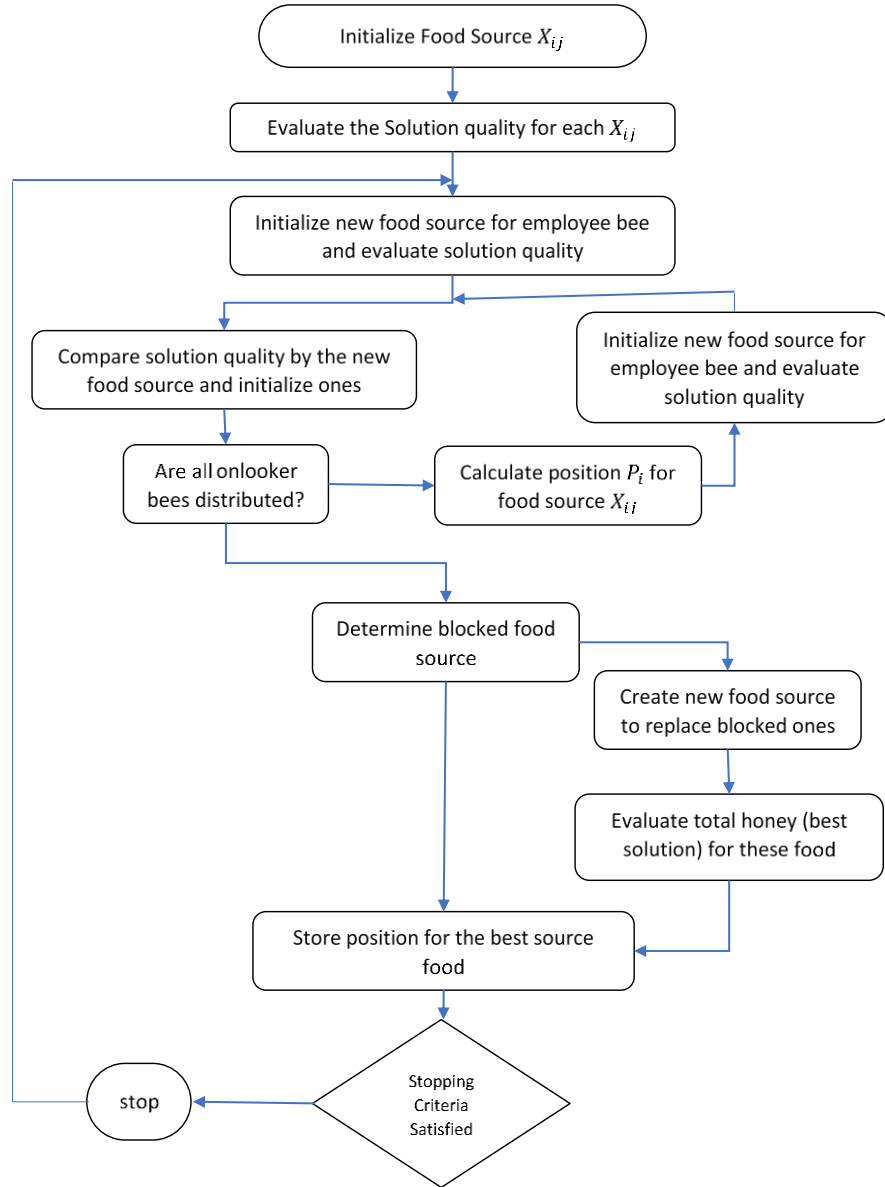 Initialize Food Source X_ij
Evaluate the Solution quality for each X_ij
Initialize new food source for employee bee
and evaluate solution quality
Compare solution quality by the new
food source and initialize ones
Initialize new food source for
employee bee and evaluate
solution quality
Are all onlooker
bees distributed?
Calculate position P_i for
food source X_ij
Determine blocked food
source
Create new food source
to replace blocked ones
Evaluate total honey (best
solution) for these food
Store position for the best source
food
Stopping
Criteria
Satisfied
stop